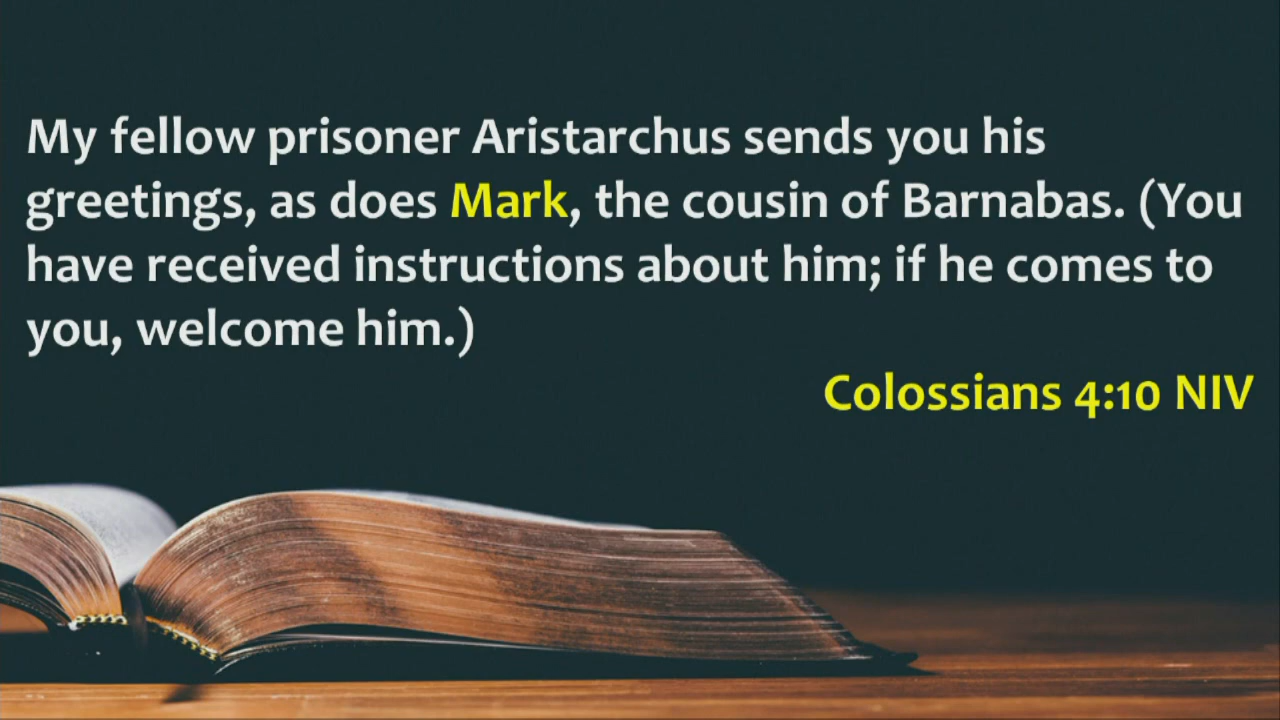 My fellow prisoner Aristarchus sends you his
greetings, as does Mark, the cousin of Barnabas. (You
have received instructions about him; if he comes to
you, welcome him.)
Colossians 4:10 NIV